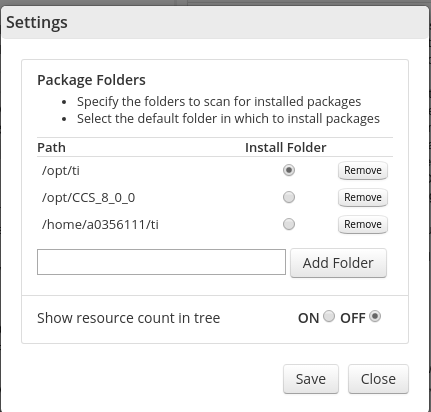 Settings
Package Folders
• Specify the folders to scan for installed packages
• Select the default folder in which to install packages
Path Install Folder
/opt/ti Remove
/opt/CCS_8_0_0 Remove
/home/a0356111/ti Remove
Add Folder
Show resource count in tree ON OFF
Save Close